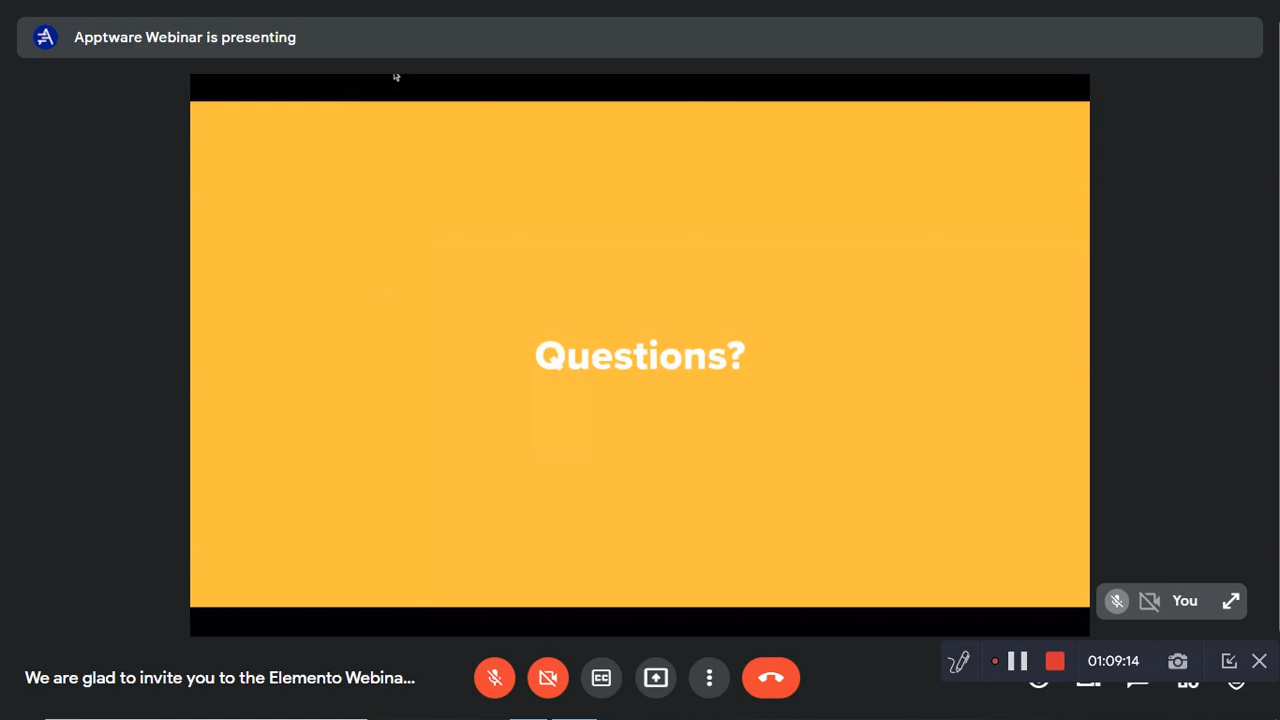 Apptware Webinar is presenting
Questions?
You
We are glad to invite you to the Elemento Webina...
CC
01:09:14